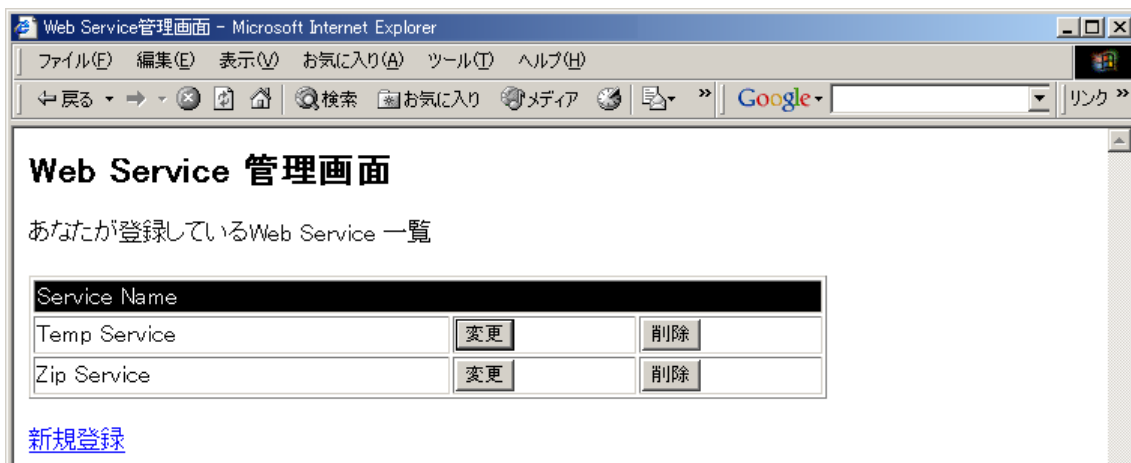 Web Service管理画面 - Microsoft Internet Explorer
ファイル(F) 編集(E) 表示(V) お気に入り(A) ツール(T) ヘルプ(H)
戻る 検索 お気に入り メディア » Google リンク »
Web Service 管理画面
あなたが登録しているWeb Service 一覧
Service Name
Temp Service 変更 削除
Zip Service 変更 削除
新規登録